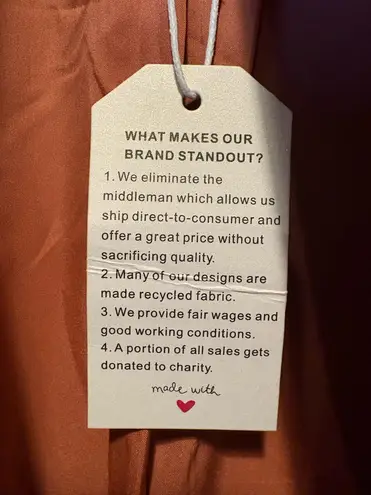 WHAT MAKES OUR
BRAND STANDOUT?
1. We eliminate the
middleman which allows us
ship direct-to-consumer and
offer a great price without
sacrificing quality.
2. Many of our designs are
made recycled fabric.
3. We provide fair wages and
good working conditions.
4. A portion of all sales gets
donated to charity.
made with